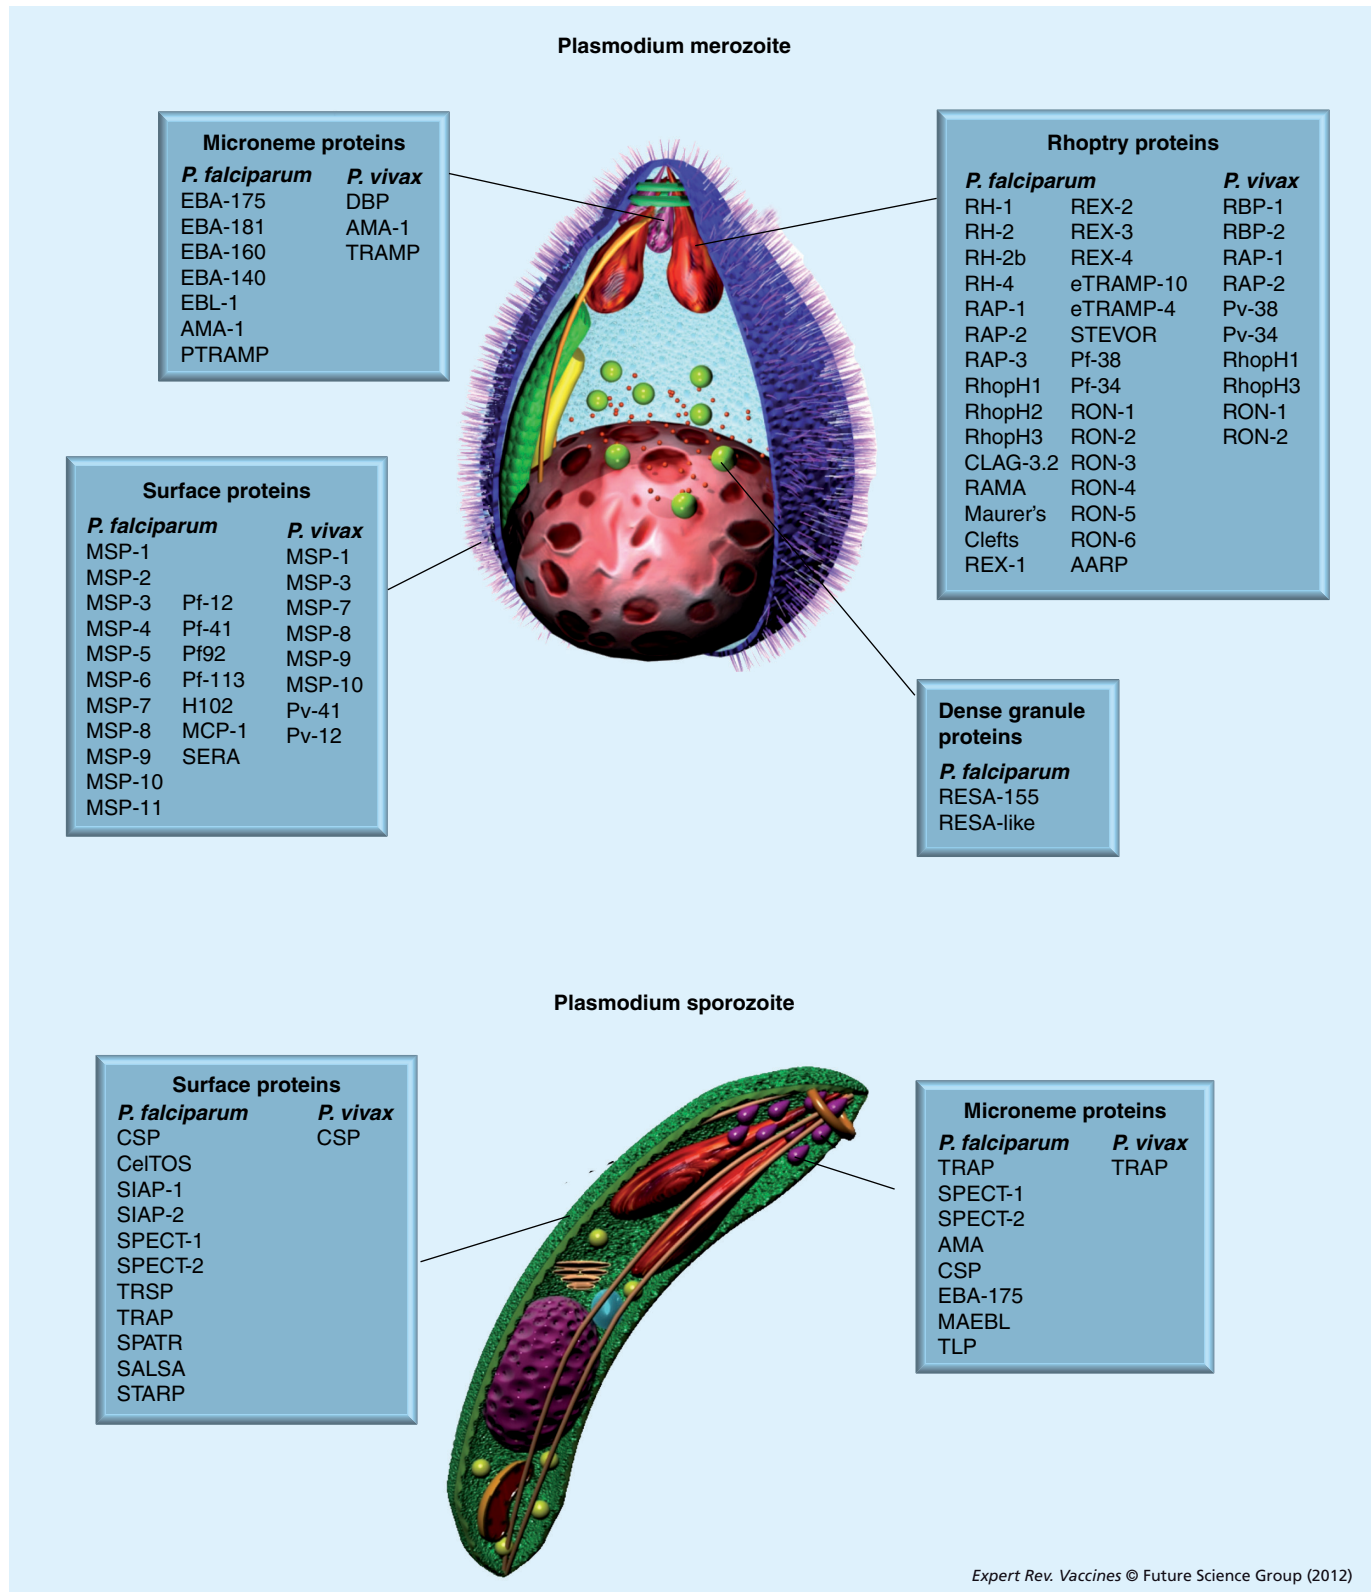 Plasmodium merozoite
Microneme proteins
P. falciparum P. vivax
EBA-175 DBP
EBA-181 AMA-1
EBA-160 TRAMP
EBA-140
EBL-1
AMA-1
PTRAMP
Rhoptry proteins
P. falciparum P. vivax
RH-1 REX-2 RBP-1
RH-2 REX-3 RBP-2
RH-2b REX-4 RAP-1
RH-4 eTRAMP-10 RAP-2
RAP-1 eTRAMP-4 Pv-38
RAP-2 STEVOR Pv-34
RAP-3 Pf-38 RhopH1
RhopH1 Pf-34 RhopH3
RhopH2 RON-1 RON-1
RhopH3 RON-2 RON-2
CLAG-3.2 RON-3
RAMA RON-4
Maurer's RON-5
Clefts RON-6
REX-1 AARP
Surface proteins
P. falciparum P. vivax
MSP-1 MSP-1
MSP-2 MSP-3
MSP-3 Pf-12 MSP-7
MSP-4 Pf-41 MSP-8
MSP-5 Pf92 MSP-9
MSP-6 Pf-113 MSP-10
MSP-7 H102 Pv-41
MSP-8 MCP-1 Pv-12
MSP-9 SERA
MSP-10
MSP-11
Dense granule
proteins
P. falciparum
RESA-155
RESA-like
Plasmodium sporozoite
Surface proteins
P. falciparum P. vivax
CSP CSP
CelTOS
SIAP-1
SIAP-2
SPECT-1
SPECT-2
TRSP
TRAP
SPATR
SALSA
STARP
Microneme proteins
P. falciparum P. vivax
TRAP TRAP
SPECT-1
SPECT-2
AMA
CSP
EBA-175
MAEBL
TLP
Expert Rev. Vaccines © Future Science Group (2012)